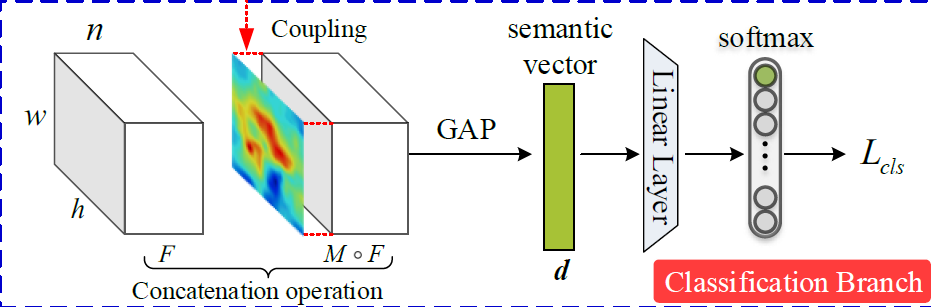 n
Coupling
semantic
vector
softmax
w
Linear Layer
GAP
L_cls
h
F
M ∘ F
d
Concatenation operation
Classification Branch